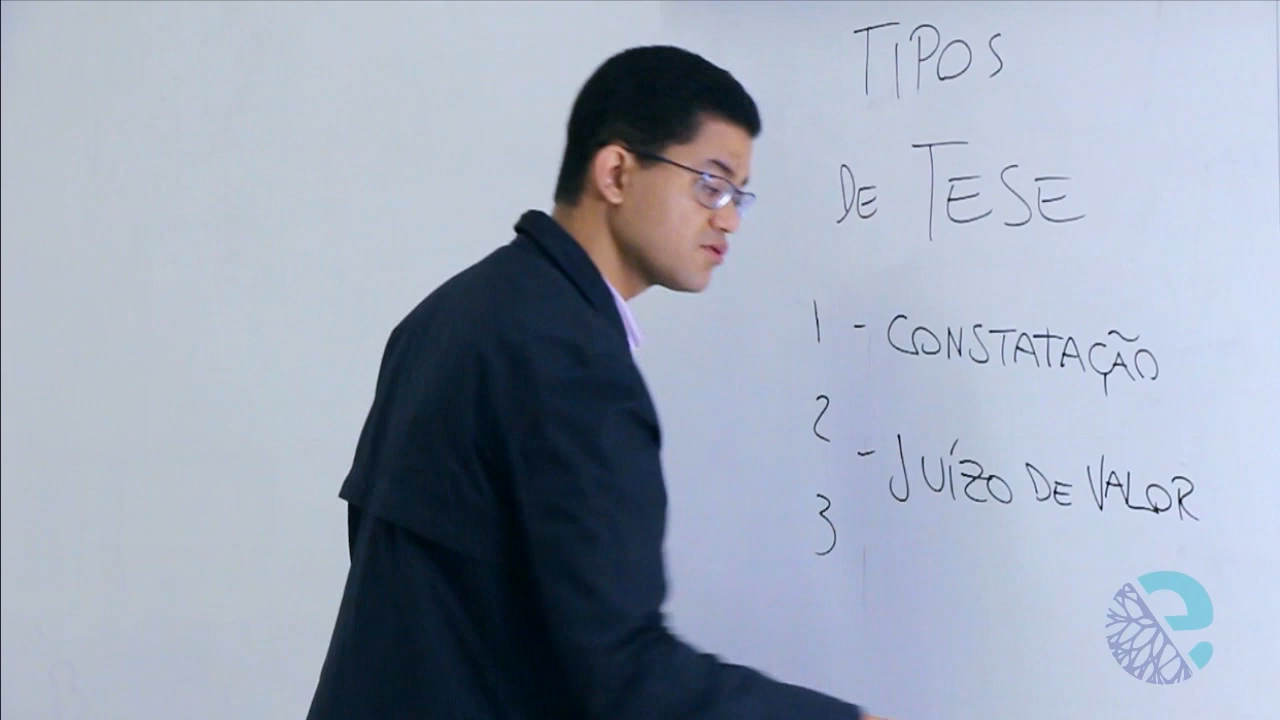 TIPOS
DE TESE
1 - CONSTATAÇÃO
2 - JUÍZO DE VALOR
3